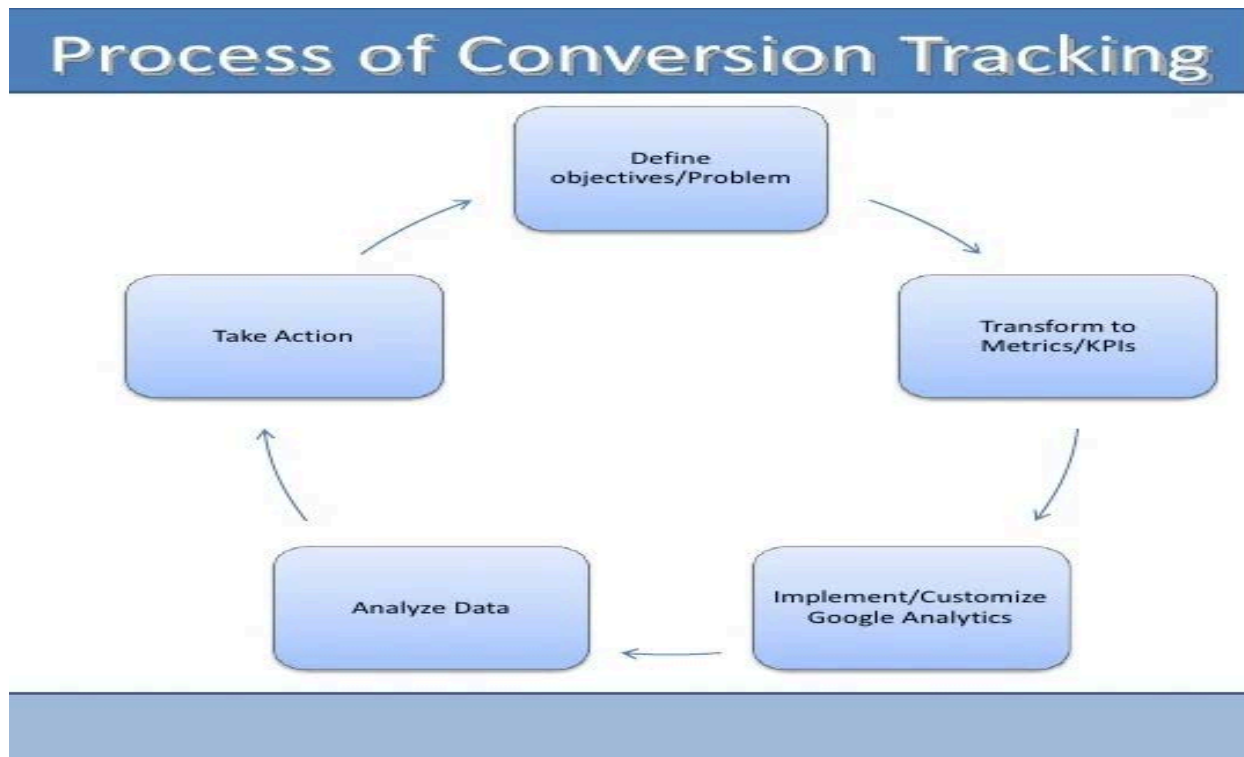 Process of Conversion Tracking
Define
objectives/Problem
Transform to
Metrics/KPIs
Implement/Customize
Google Analytics
Analyze Data
Take Action